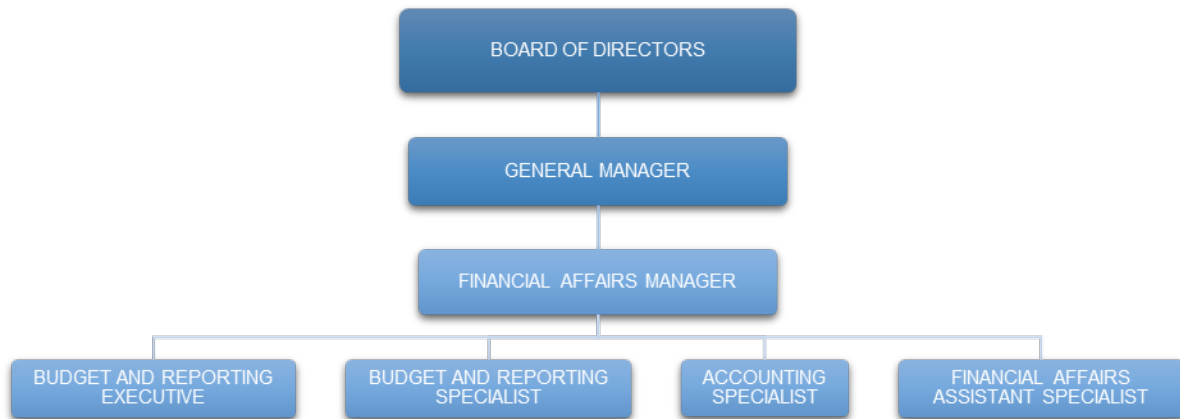 BOARD OF DIRECTORS
GENERAL MANAGER
FINANCIAL AFFAIRS MANAGER
BUDGET AND REPORTING
EXECUTIVE
BUDGET AND REPORTING
SPECIALIST
ACCOUNTING
SPECIALIST
FINANCIAL AFFAIRS
ASSISTANT SPECIALIST